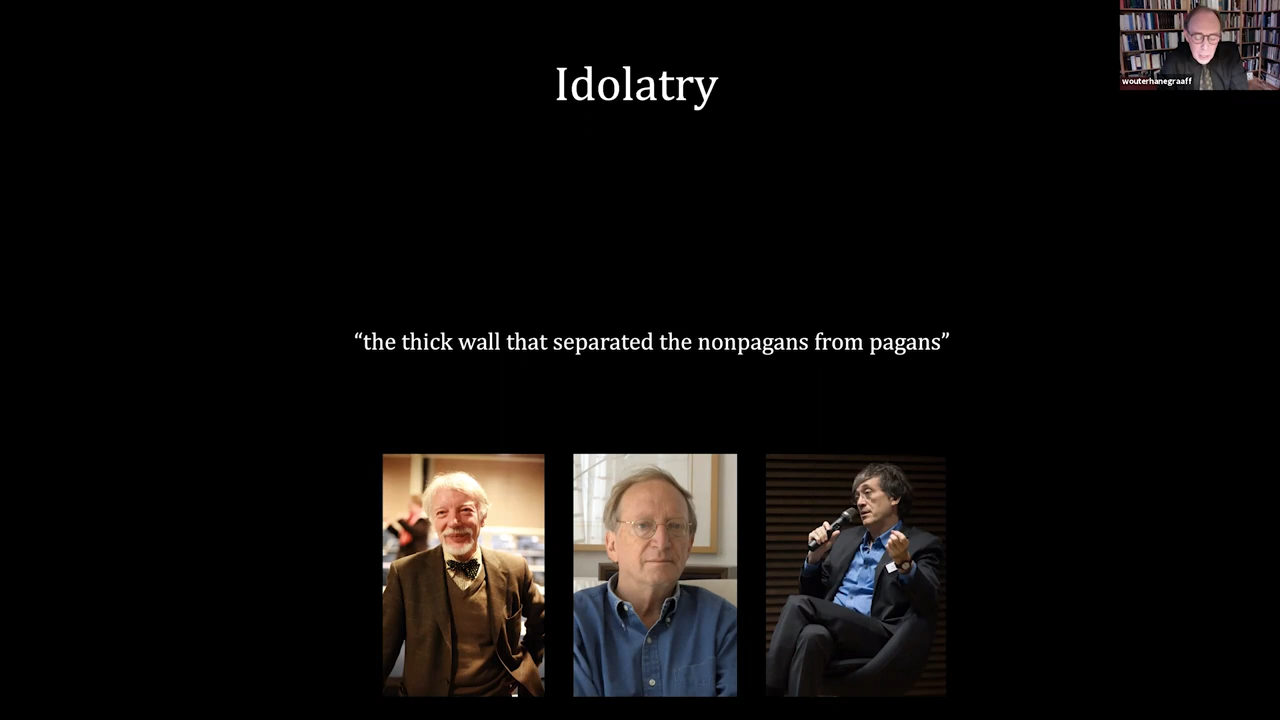 Idolatry
wouterhanegraaff
“the thick wall that separated the nonpagans from pagans”